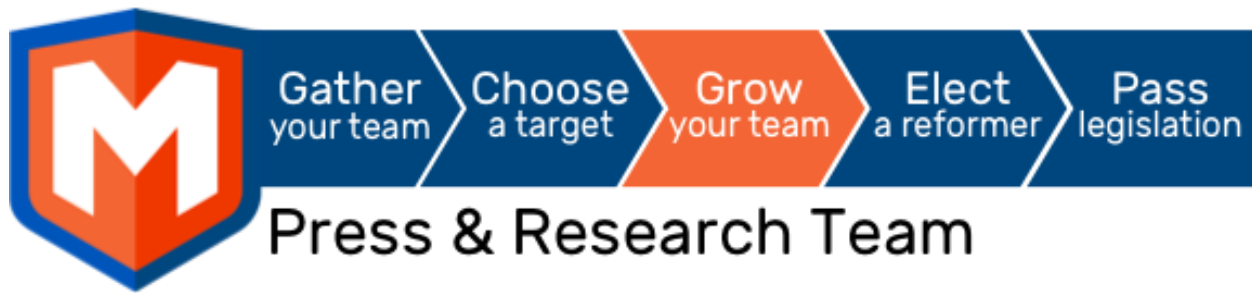 M
Gather your team
Choose a target
Grow your team
Elect a reformer
Pass legislation
Press & Research Team